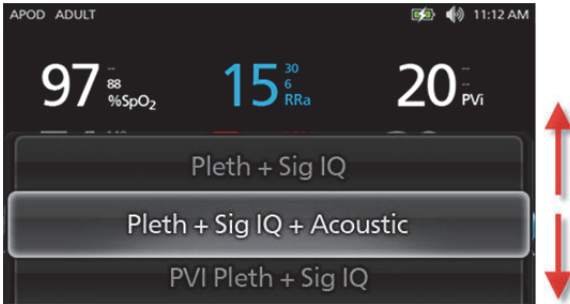 APOD ADULT 11:12 AM
97 -- 88 %SpO2 15 30 6 RRa 20 -- -- PVi
Pleth + Sig IQ
Pleth + Sig IQ + Acoustic
PVI Pleth + Sig IQ